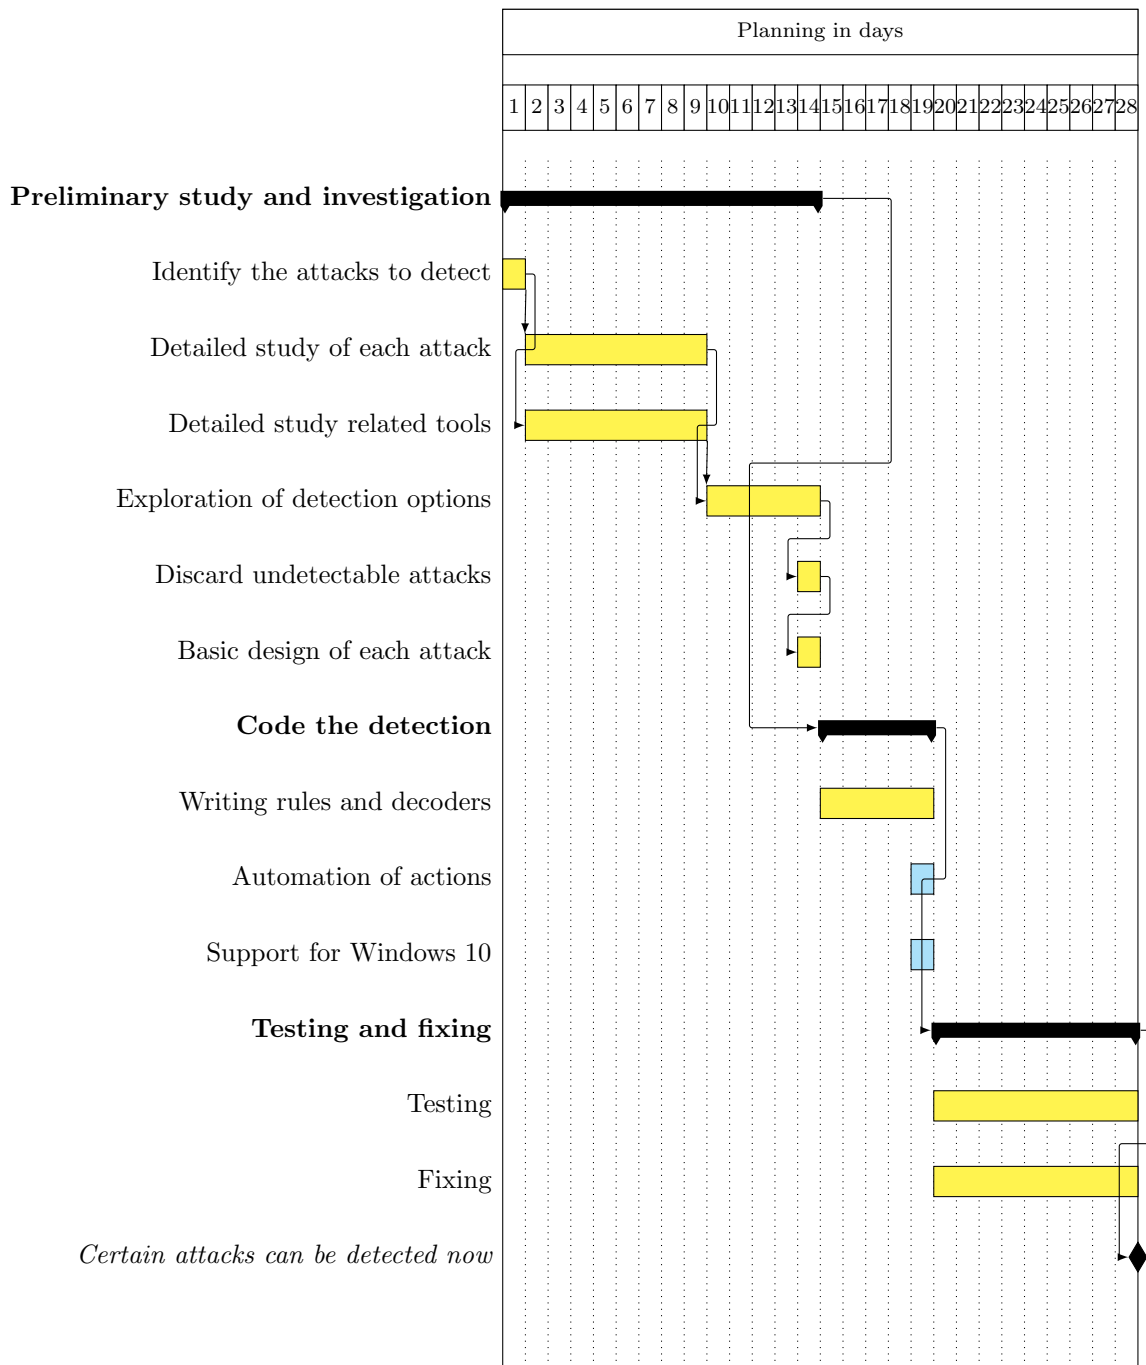 Planning in days
1 2 3 4 5 6 7 8 9 10 11 12 13 14 15 16 17 18 19 20 21 22 23 24 25 26 27 28
Preliminary study and investigation
Identify the attacks to detect
Detailed study of each attack
Detailed study related tools
Exploration of detection options
Discard undetectable attacks
Basic design of each attack
Code the detection
Writing rules and decoders
Automation of actions
Support for Windows 10
Testing and fixing
Testing
Fixing
Certain attacks can be detected now